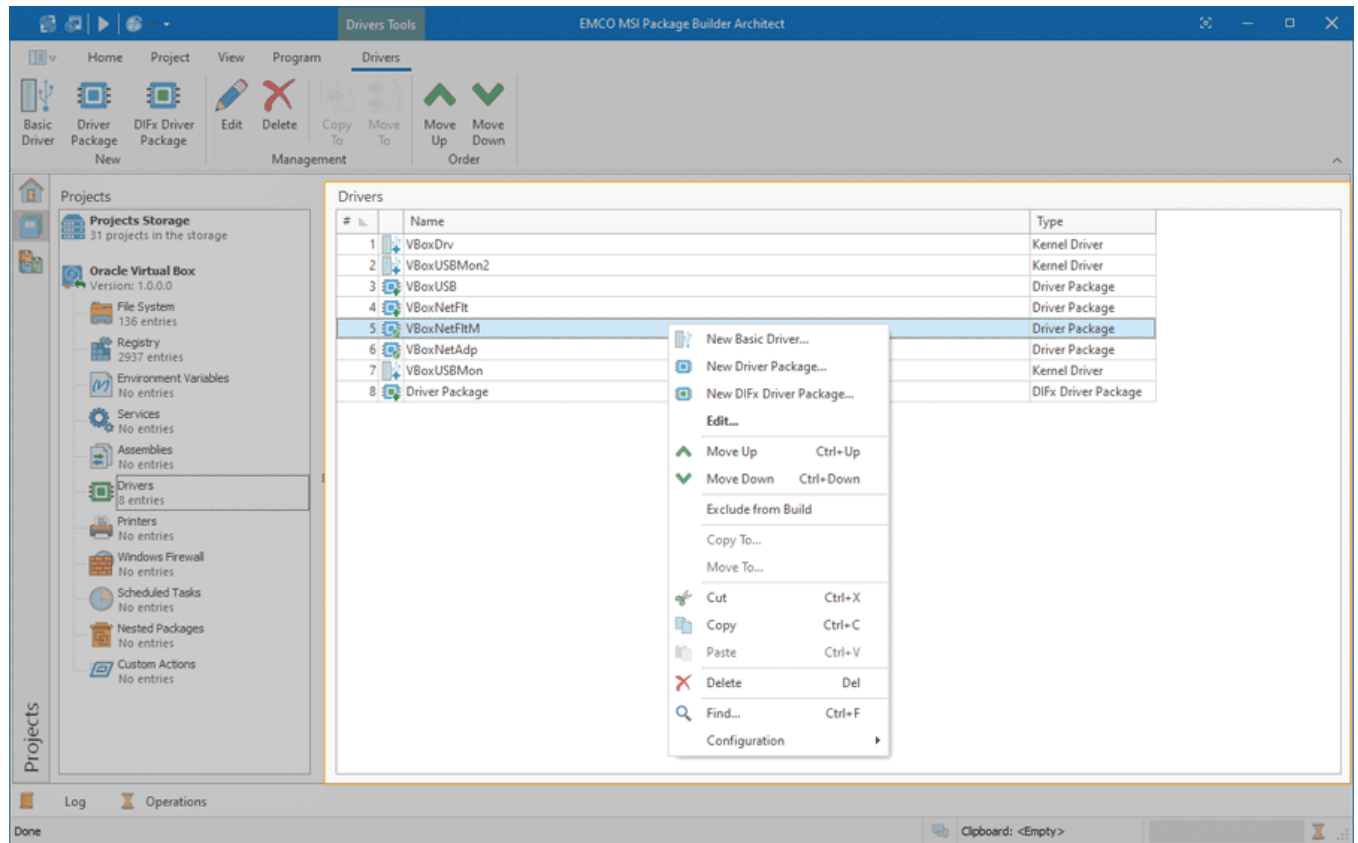 Drivers Tools
EMCO MSI Package Builder Architect
Home Project View Program Drivers
Basic Driver
Driver Package
DIFx Driver Package
Edit
Delete
Copy To
Move To
Move Up
Move Down
New
Management
Order
Projects
Projects
Projects Storage
31 projects in the storage
Oracle Virtual Box
Version: 1.0.0.0
File System
136 entries
Registry
2937 entries
Environment Variables
No entries
Services
No entries
Assemblies
No entries
Drivers
8 entries
Printers
No entries
Windows Firewall
No entries
Scheduled Tasks
No entries
Nested Packages
No entries
Custom Actions
No entries
Drivers
# Name Type
1 VBoxDrv Kernel Driver
2 VBoxUSBMon2 Kernel Driver
3 VBoxUSB Driver Package
4 VBoxNetFlt Driver Package
5 VBoxNetFltM Driver Package
6 VBoxNetAdp Driver Package
7 VBoxUSBMon Kernel Driver
8 Driver Package DIFx Driver Package
New Basic Driver...
New Driver Package...
New DIFx Driver Package...
Edit...
Move Up Ctrl+Up
Move Down Ctrl+Down
Exclude from Build
Copy To...
Move To...
Cut Ctrl+X
Copy Ctrl+C
Paste Ctrl+V
Delete Del
Find... Ctrl+F
Configuration
Log Operations
Done
Clipboard: <Empty>